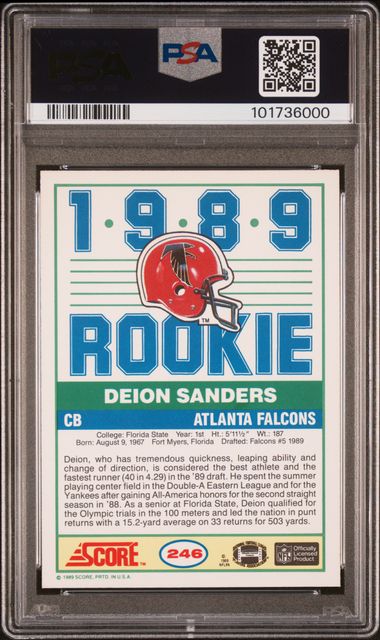 PSA
PSA
101736000
1·9·8·9
TM
ROOKIE
DEION SANDERS
CB ATLANTA FALCONS
College: Florida State Year: 1st Ht.: 5'11½" Wt.: 187
Born: August 9, 1967 Fort Myers, Florida Drafted: Falcons #5 1989
Deion, who has tremendous quickness, leaping ability and
change of direction, is considered the best athlete and the
fastest runner (40 in 4.29) in the '89 draft. He spent the summer
playing center field in the Double-A Eastern League and for the
Yankees after gaining All-America honors for the second straight
season in '88. As a senior at Florida State, Deion qualified for
the Olympic trials in the 100 meters and led the nation in punt
returns with a 15.2-yard average on 33 returns for 503 yards.
SCORE 246
© 1989 NFLPA
NFL
Officially Licensed Product
© 1989 SCORE, PRTD. IN U.S.A.